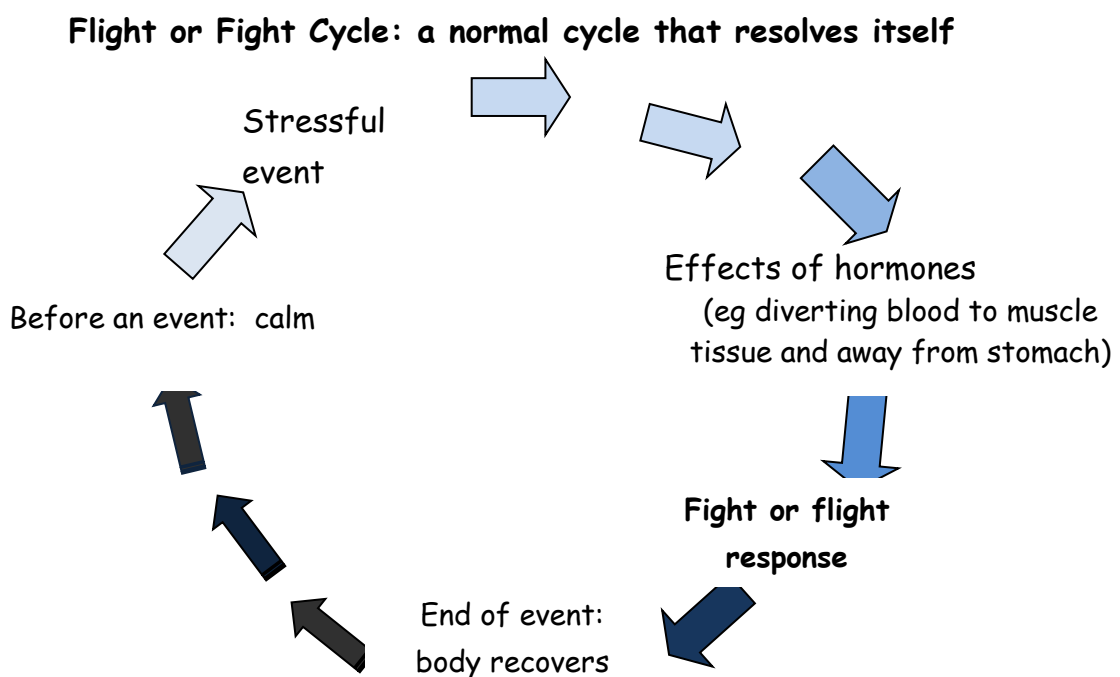 Flight or Fight Cycle: a normal cycle that resolves itself
Stressful
event
Effects of hormones
(eg diverting blood to muscle
tissue and away from stomach)
Fight or flight
response
End of event:
body recovers
Before an event: calm